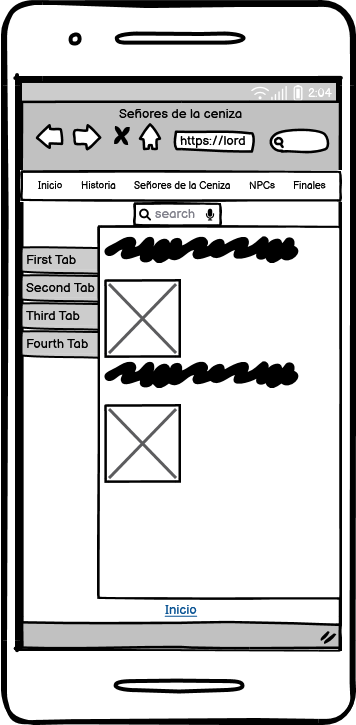 2:04
Señores de la ceniza
https://lord
Inicio Historia Señores de la Ceniza NPCs Finales
search
First Tab
Second Tab
Third Tab
Fourth Tab
Inicio